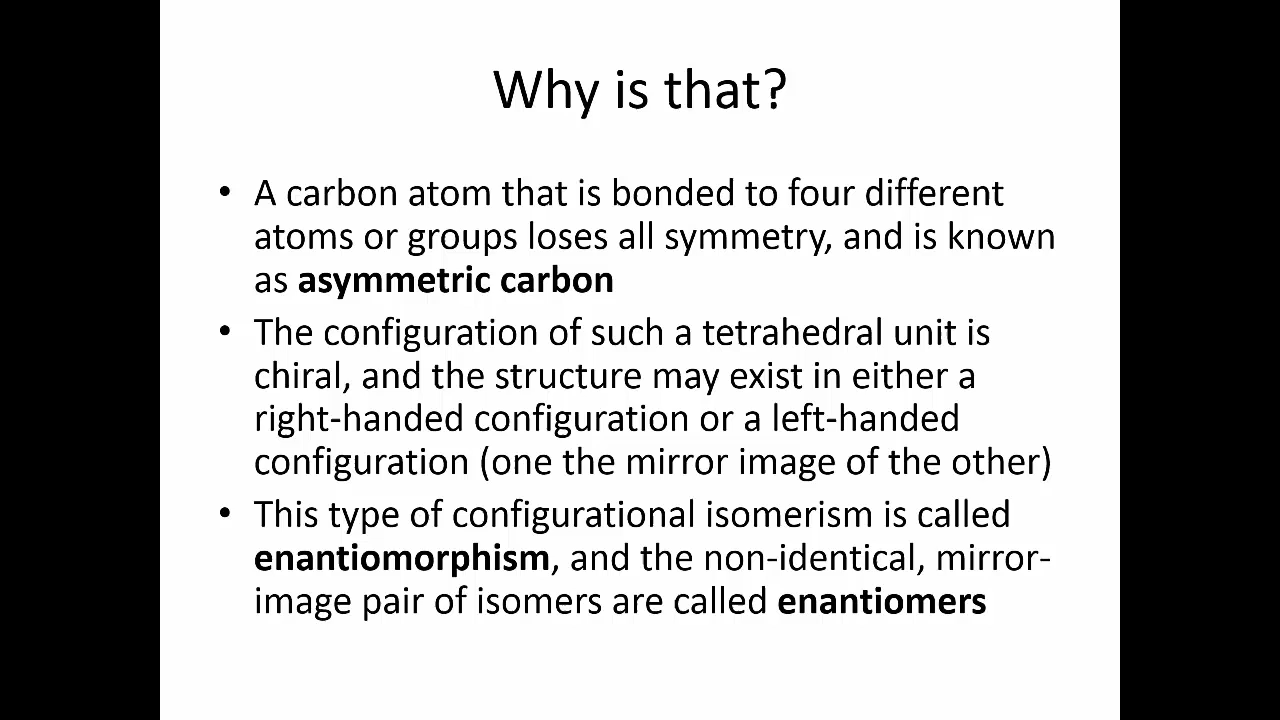 Why is that?
• A carbon atom that is bonded to four different
atoms or groups loses all symmetry, and is known
as asymmetric carbon
• The configuration of such a tetrahedral unit is
chiral, and the structure may exist in either a
right-handed configuration or a left-handed
configuration (one the mirror image of the other)
• This type of configurational isomerism is called
enantiomorphism, and the non-identical, mirror-
image pair of isomers are called enantiomers